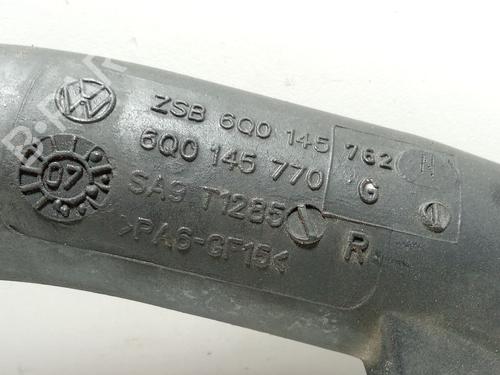 ZSB 6Q0 145 762 H
6Q0 145 770 G
SA9 T1285 R
>PA6-GF15<
07